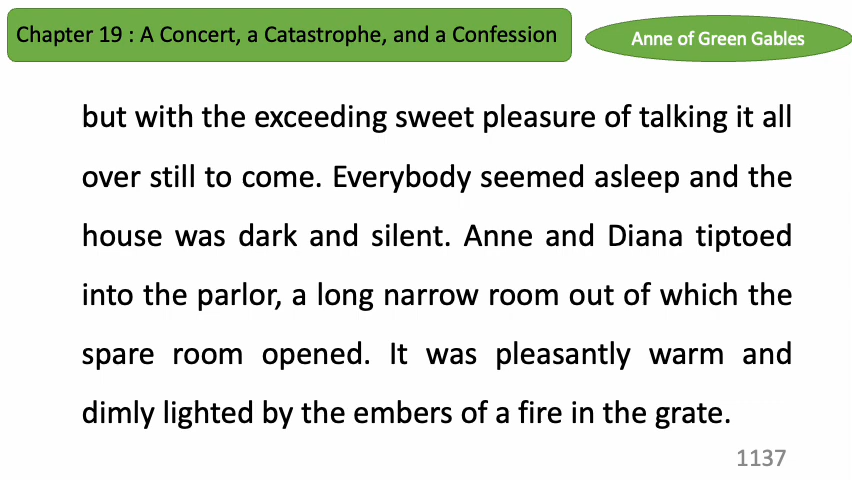 Chapter 19 : A Concert, a Catastrophe, and a Confession
Anne of Green Gables
but with the exceeding sweet pleasure of talking it all
over still to come. Everybody seemed asleep and the
house was dark and silent. Anne and Diana tiptoed
into the parlor, a long narrow room out of which the
spare room opened. It was pleasantly warm and
dimly lighted by the embers of a fire in the grate.
1137